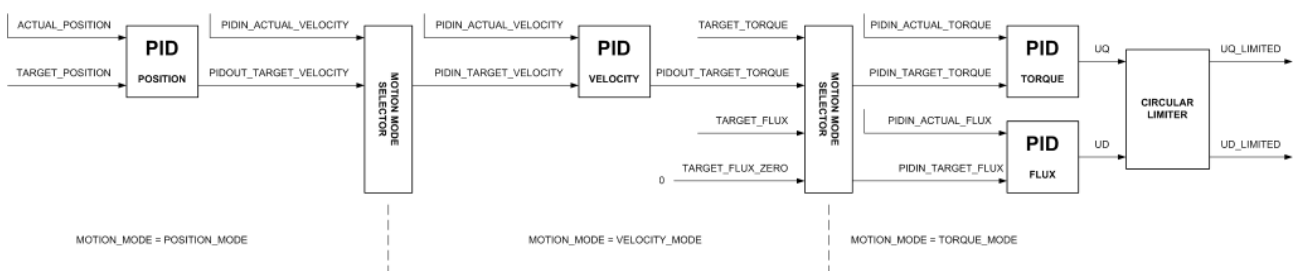 ACTUAL_POSITION
PIDIN_ACTUAL_VELOCITY
PIDIN_ACTUAL_VELOCITY
TARGET_TORQUE
PIDIN_ACTUAL_TORQUE
PID
POSITION
PID
VELOCITY
PID
TORQUE
UQ
UQ_LIMITED
TARGET_POSITION
PIDOUT_TARGET_VELOCITY
MOTION MODE
SELECTOR
PIDIN_TARGET_VELOCITY
PIDOUT_TARGET_TORQUE
MOTION MODE
SELECTOR
PIDIN_TARGET_TORQUE
CIRCULAR
LIMITER
TARGET_FLUX
PIDIN_ACTUAL_FLUX
PID
FLUX
UD
UD_LIMITED
0
TARGET_FLUX_ZERO
PIDIN_TARGET_FLUX
MOTION_MODE = POSITION_MODE
MOTION_MODE = VELOCITY_MODE
MOTION_MODE = TORQUE_MODE